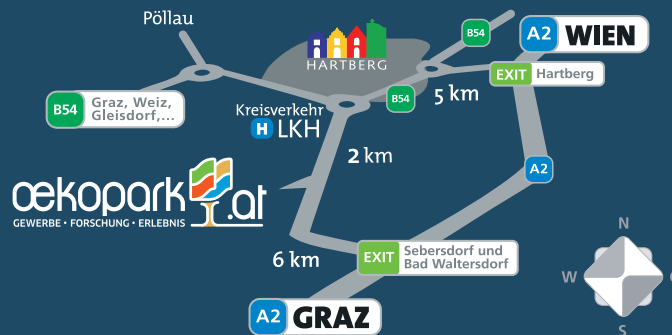 Pöllau
B54
A2 WIEN
HARTBERG
EXIT Hartberg
B54 Graz, Weiz,
Gleisdorf,...
B54
5 km
Kreisverkehr
H LKH
2 km
A2
œkopark.at
GEWERBE • FORSCHUNG • ERLEBNIS
6 km
EXIT Sebersdorf und
Bad Waltersdorf
A2 GRAZ
N
W
S